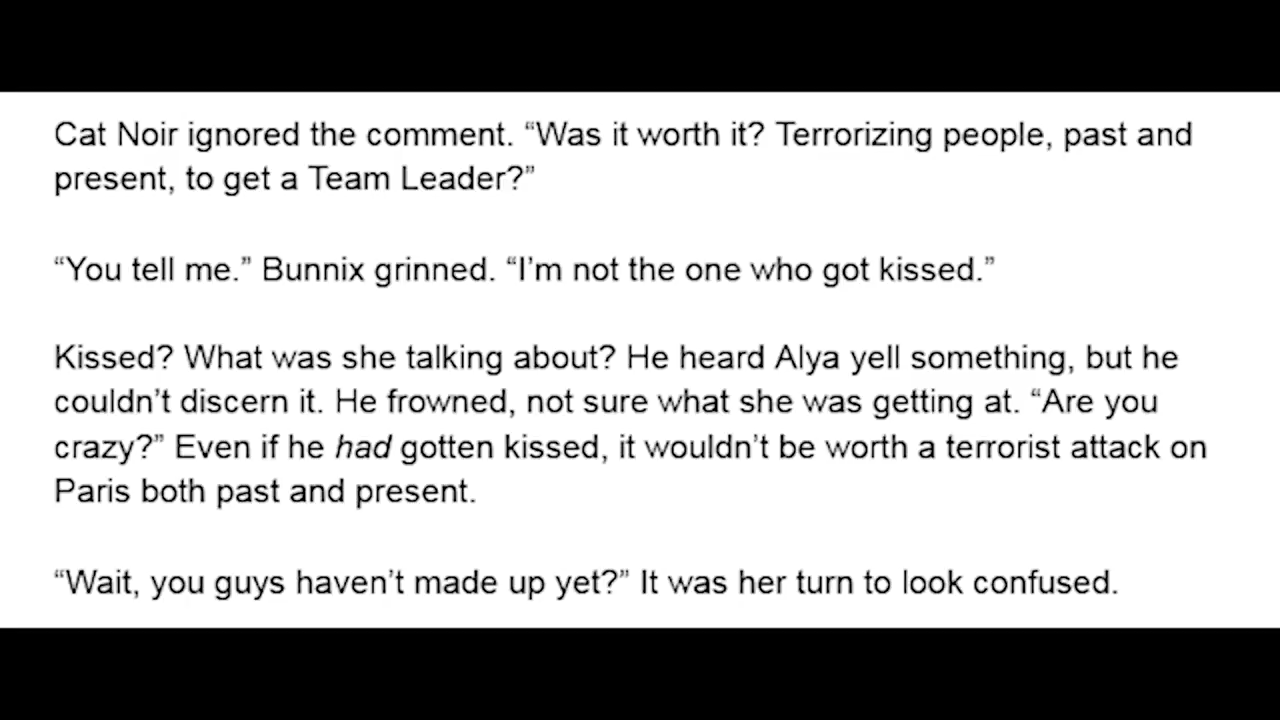 Cat Noir ignored the comment. “Was it worth it? Terrorizing people, past and
present, to get a Team Leader?”
“You tell me.” Bunnix grinned. “I’m not the one who got kissed.”
Kissed? What was she talking about? He heard Alya yell something, but he
couldn’t discern it. He frowned, not sure what she was getting at. “Are you
crazy?” Even if he had gotten kissed, it wouldn’t be worth a terrorist attack on
Paris both past and present.
“Wait, you guys haven’t made up yet?” It was her turn to look confused.